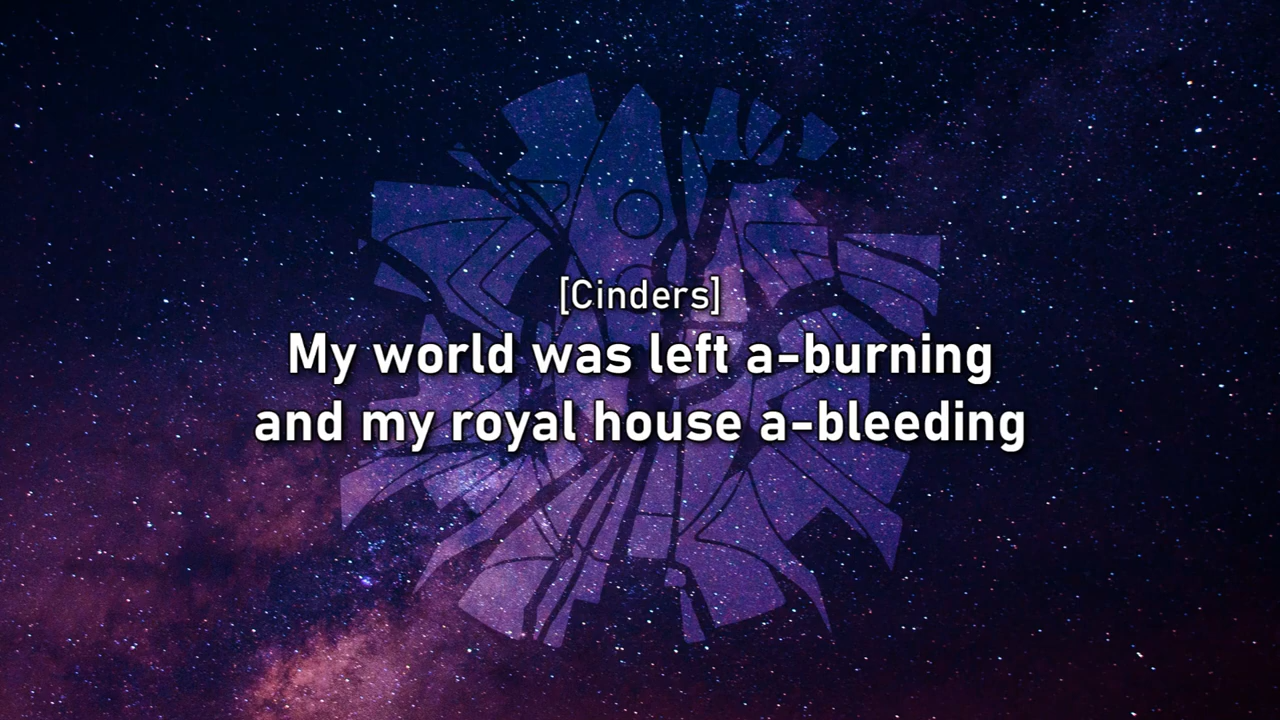 [Cinders]
My world was left a-burning
and my royal house a-bleeding